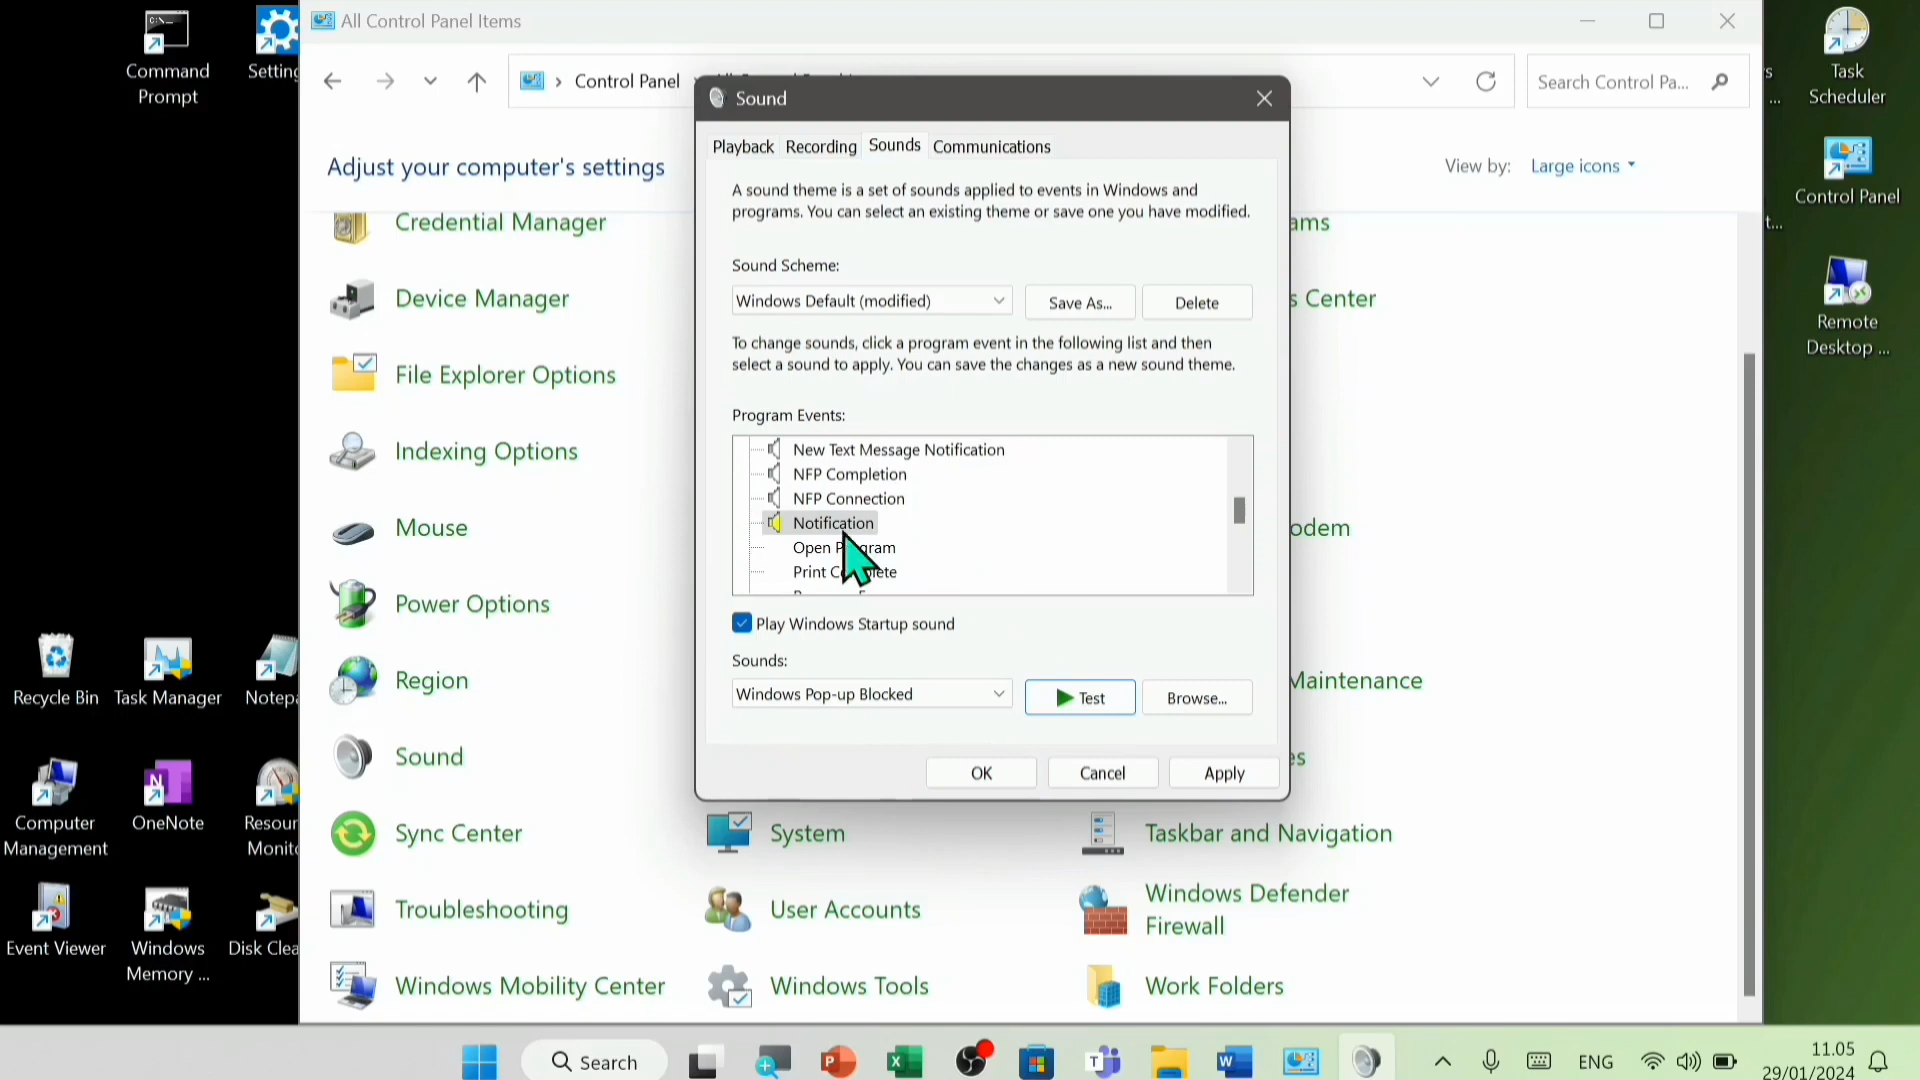 All Control Panel Items
Control Panel
Search Control Pa...
Sound
Playback
Recording
Sounds
Communications
Adjust your computer's settings
View by:
Large icons
A sound theme is a set of sounds applied to events in Windows and
programs. You can select an existing theme or save one you have modified.
Sound Scheme:
Windows Default (modified)
Save As...
Delete
To change sounds, click a program event in the following list and then
select a sound to apply. You can save the changes as a new sound theme.
Program Events:
New Text Message Notification
NFP Completion
NFP Connection
Notification
Open
Print
Play Windows Startup sound
Sounds:
Windows Pop-up Blocked
Test
Browse...
OK
Cancel
Apply
Credential Manager
Device Manager
s Center
File Explorer Options
Indexing Options
Mouse
odem
Power Options
Region
Maintenance
Sound
es
Sync Center
System
Taskbar and Navigation
Troubleshooting
User Accounts
Windows Defender
Firewall
Windows Mobility Center
Windows Tools
Work Folders
Command
Prompt
Setting
Recycle Bin
Task Manager
Notepa
Computer
Management
OneNote
Resour
Monito
Event Viewer
Windows
Memory ...
Disk Clea
Task
Scheduler
Control Panel
Remote
Desktop ...
Search
ENG
11.05
29/01/2024